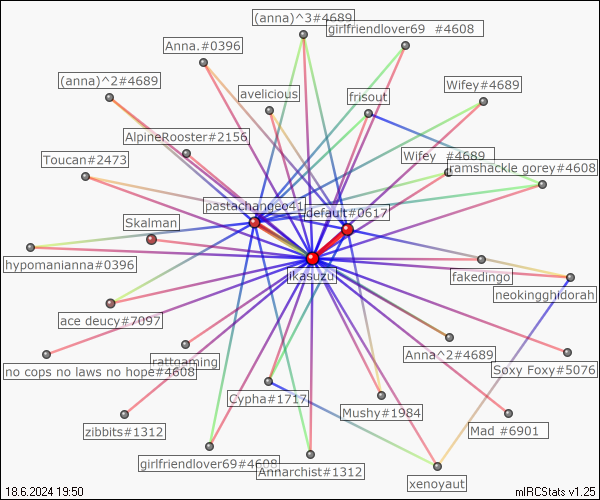 (anna)^3#4689
girlfriendlover69 #4608
Anna.#0396
(anna)^2#4689
avelicious
frisout
Wifey#4689
AlpineRooster#2156
Toucan#2473
Wifey #4689
ramshackle gorey#4608
pastachangeo41
default#0617
Skalman
hypomanianna#0396
ikasuzu
fakedingo
neokingghidorah
ace deucy#7097
Anna^2#4689
rattgaming
no cops no laws no hope#4608
Soxy Foxy#5076
Cypha#1717
Mushy#1984
zibbits#1312
Mad #6901
girlfriendlover69#4608
Annarchist#1312
xenoyaut
18.6.2024 19:50
mIRCStats v1.25